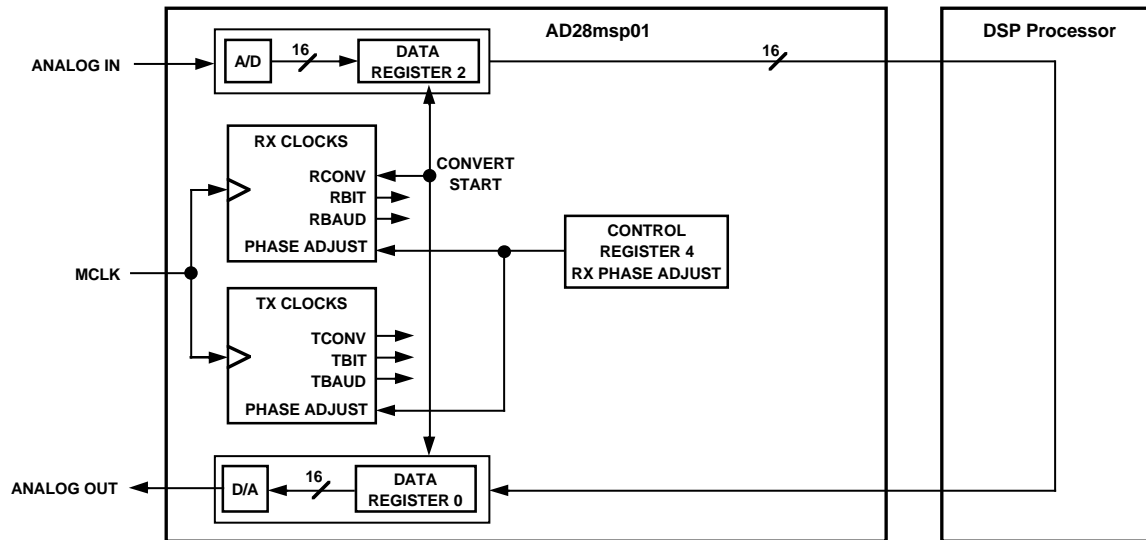 AD28msp01
DSP Processor
ANALOG IN
A/D
16
DATA
REGISTER 2
16
RX CLOCKS
RCONV
RBIT
RBAUD
PHASE ADJUST
CONVERT
START
CONTROL
REGISTER 4
RX PHASE ADJUST
MCLK
TX CLOCKS
TCONV
TBIT
TBAUD
PHASE ADJUST
ANALOG OUT
D/A
16
DATA
REGISTER 0